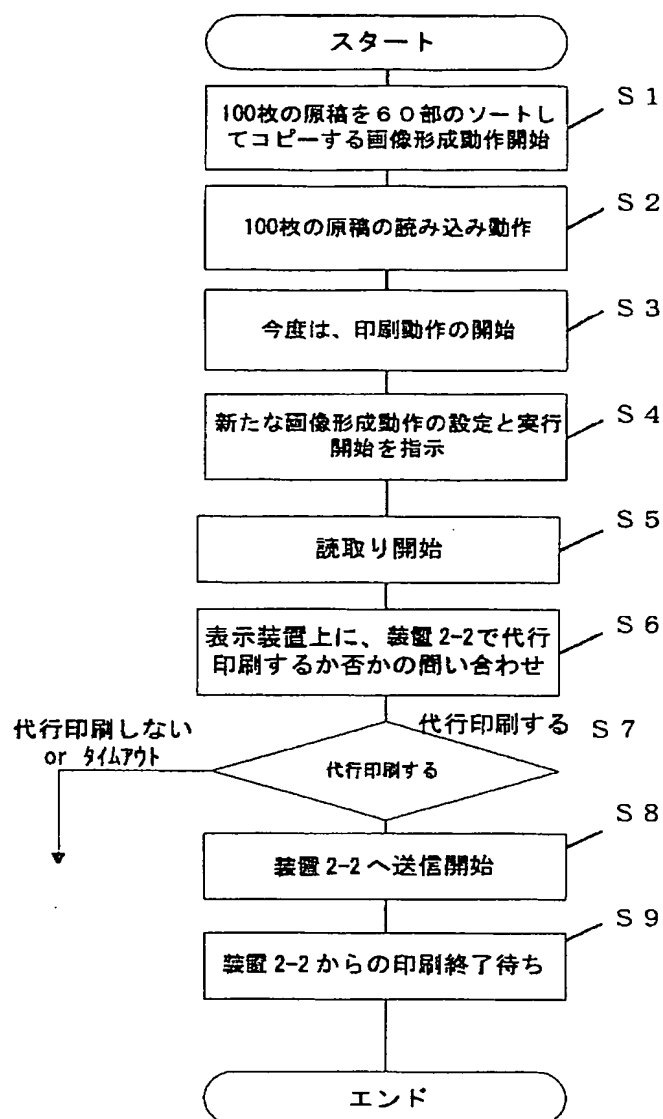 スタート
100枚の原稿を６０部のソートし
てコピーする画像形成動作開始
Ｓ１
100枚の原稿の読み込み動作
Ｓ２
今度は、印刷動作の開始
Ｓ３
新たな画像形成動作の設定と実行
開始を指示
Ｓ４
読取り開始
Ｓ５
表示装置上に、装置2-2で代行
印刷するか否かの問い合わせ
Ｓ６
代行印刷しない
or ﾀｲﾑｱｳﾄ
代行印刷する
Ｓ７
代行印刷する
装置2-2へ送信開始
Ｓ８
装置2-2からの印刷終了待ち
Ｓ９
エンド